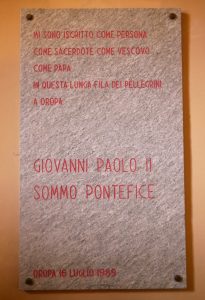 MI SONO ISCRITTO COME PERSONA
COME SACERDOTE COME VESCOVO ...
COME PAPA
IN QUESTA LUNGA FILA DEI PELLEGRINI
A OROPA
GIOVANNI PAOLO II
SOMMO PONTEFICE
OROPA 16 LUGLIO 1989